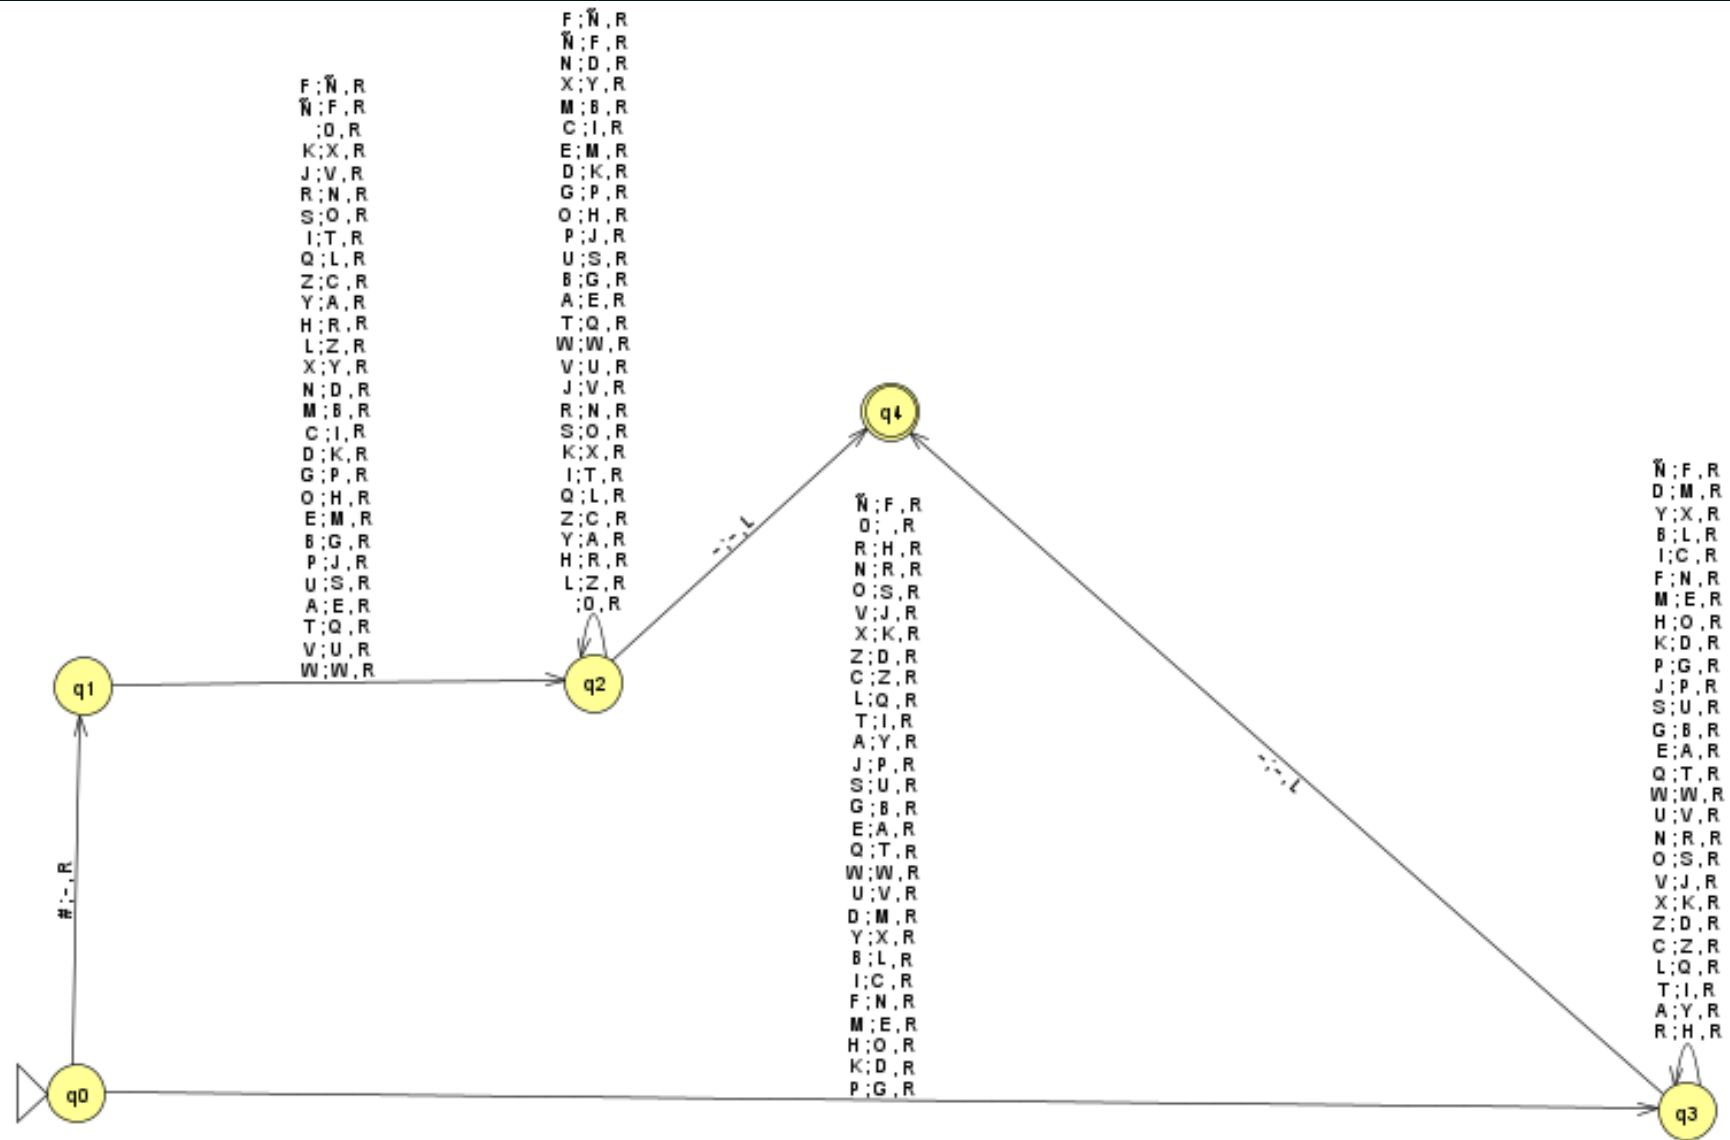 F;Ñ,R
Ñ;F,R
;0,R
K;X,R
J;V,R
R;N,R
S;O,R
I;T,R
Q;L,R
Z;C,R
Y;A,R
H;R,R
L;Z,R
X;Y,R
N;D,R
M;B,R
C;I,R
D;K,R
G;P,R
O;H,R
E;M,R
B;G,R
P;J,R
U;S,R
A;E,R
T;Q,R
V;U,R
W;W,R
F;Ñ,R
Ñ;F,R
N;D,R
X;Y,R
M;B,R
C;I,R
E;M,R
D;K,R
G;P,R
O;H,R
P;J,R
U;S,R
B;G,R
A;E,R
T;Q,R
W;W,R
V;U,R
J;V,R
R;N,R
S;O,R
K;X,R
I;T,R
Q;L,R
Z;C,R
Y;A,R
H;R,R
L;Z,R
;0,R
q4
-;-,L
Ñ;F,R
0; ,R
R;H,R
N;R,R
O;S,R
V;J,R
X;K,R
Z;D,R
C;Z,R
L;Q,R
T;I,R
A;Y,R
J;P,R
S;U,R
G;B,R
E;A,R
Q;T,R
W;W,R
U;V,R
D;M,R
Y;X,R
B;L,R
I;C,R
F;N,R
M;E,R
H;O,R
K;D,R
P;G,R
-;-,L
Ñ;F,R
D;M,R
Y;X,R
B;L,R
I;C,R
F;N,R
M;E,R
H;O,R
K;D,R
P;G,R
J;P,R
S;U,R
G;B,R
E;A,R
Q;T,R
W;W,R
U;V,R
N;R,R
O;S,R
V;J,R
X;K,R
Z;D,R
C;Z,R
L;Q,R
T;I,R
A;Y,R
R;H,R
q1
q2
#;-,R
q0
q3